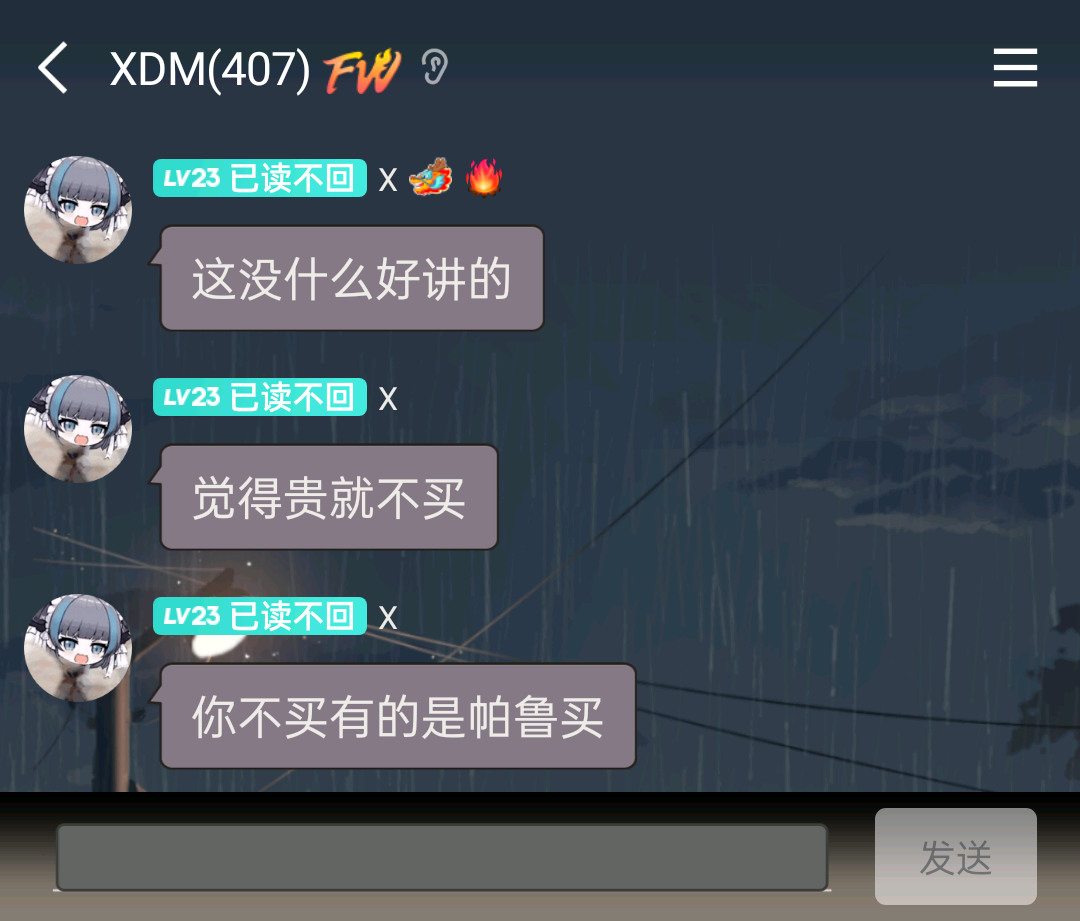 XDM(407) FW
LV23 已读不回 X
这没什么好讲的
LV23 已读不回 X
觉得贵就不买
LV23 已读不回 X
你不买有的是帕鲁买
发送